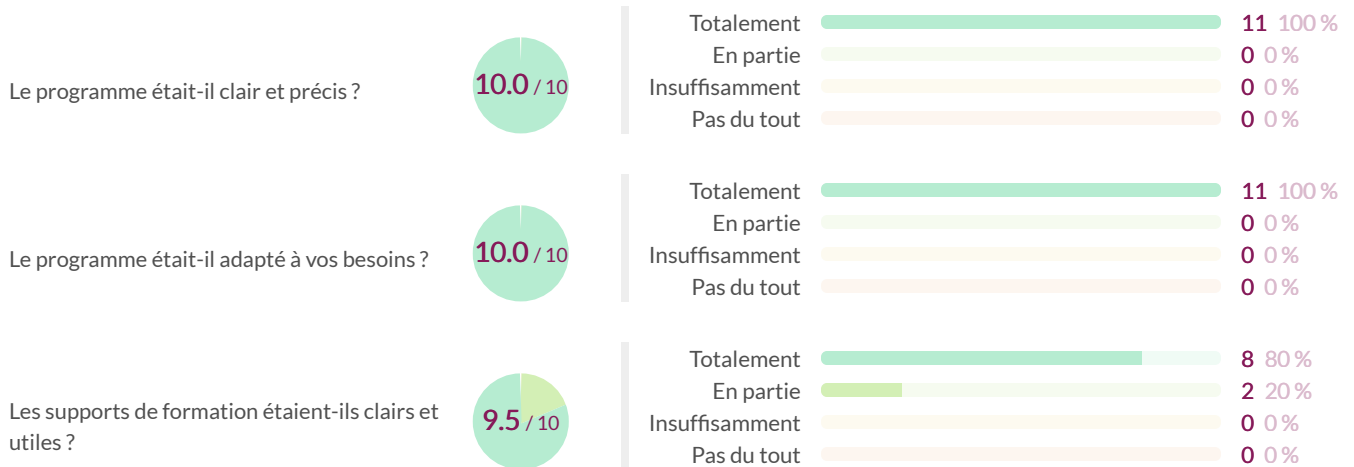 Le programme était-il clair et précis ?
10.0 / 10
Totalement 11 100 %
En partie 0 0 %
Insuffisamment 0 0 %
Pas du tout 0 0 %
Le programme était-il adapté à vos besoins ?
10.0 / 10
Totalement 11 100 %
En partie 0 0 %
Insuffisamment 0 0 %
Pas du tout 0 0 %
Les supports de formation étaient-ils clairs et
utiles ?
9.5 / 10
Totalement 8 80 %
En partie 2 20 %
Insuffisamment 0 0 %
Pas du tout 0 0 %